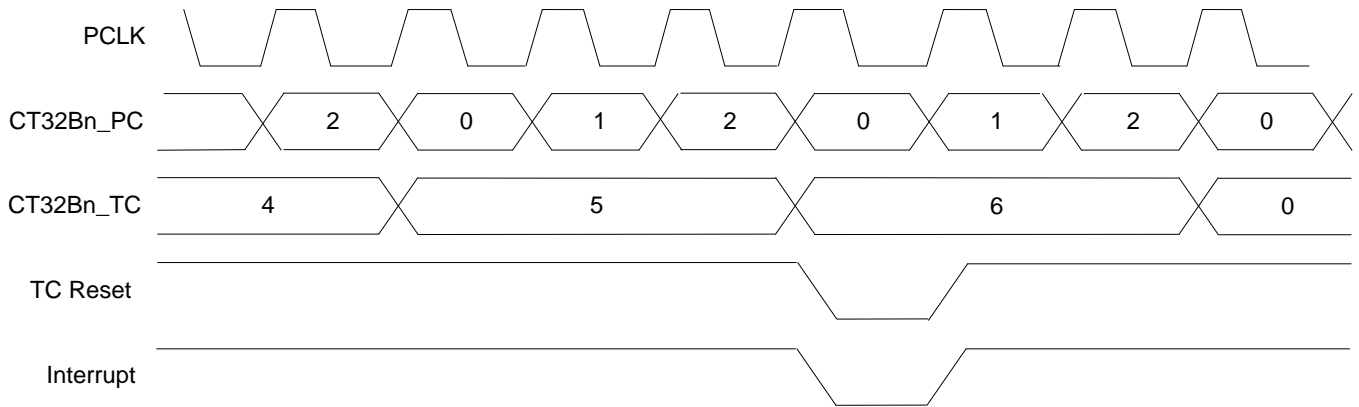 PCLK
CT32Bn_PC 2 0 1 2 0 1 2 0
CT32Bn_TC 4 5 6 0
TC Reset
Interrupt